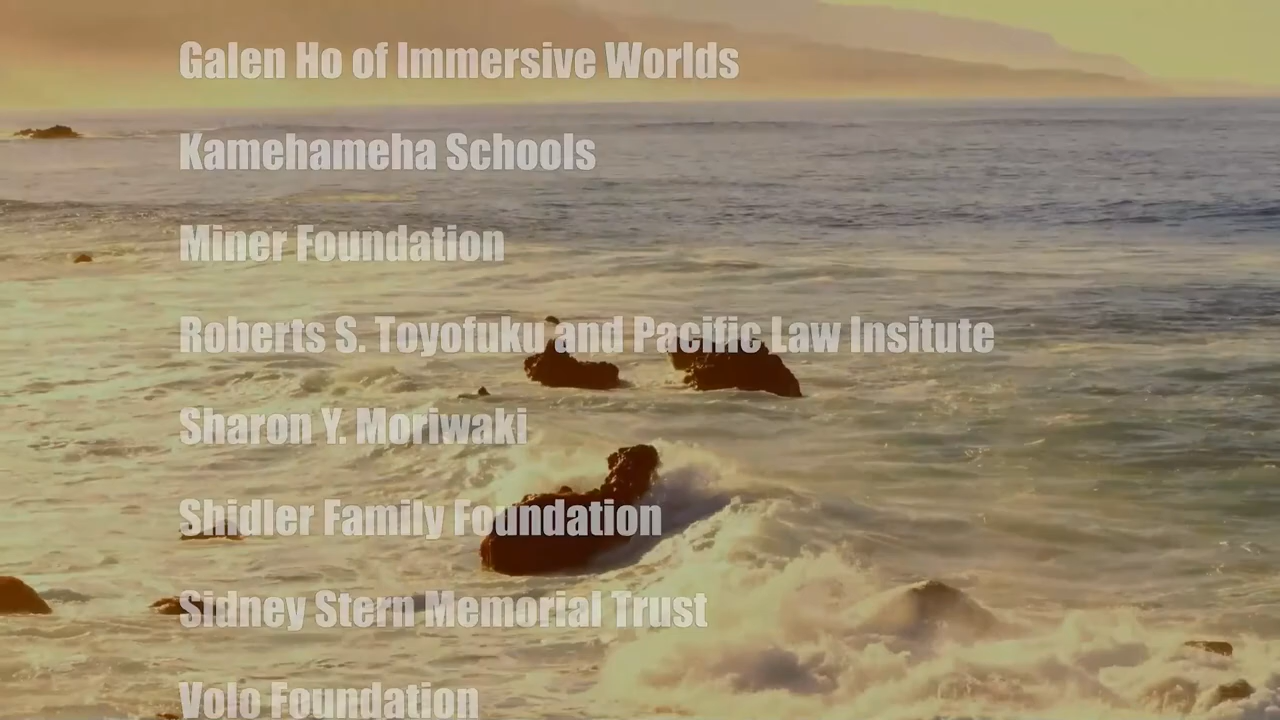 Galen Ho of Immersive Worlds
Kamehameha Schools
Miner Foundation
Roberts S. Toyofuku and Pacific Law Insitute
Sharon Y. Moriwaki
Shidler Family Foundation
Sidney Stern Memorial Trust
Volo Foundation